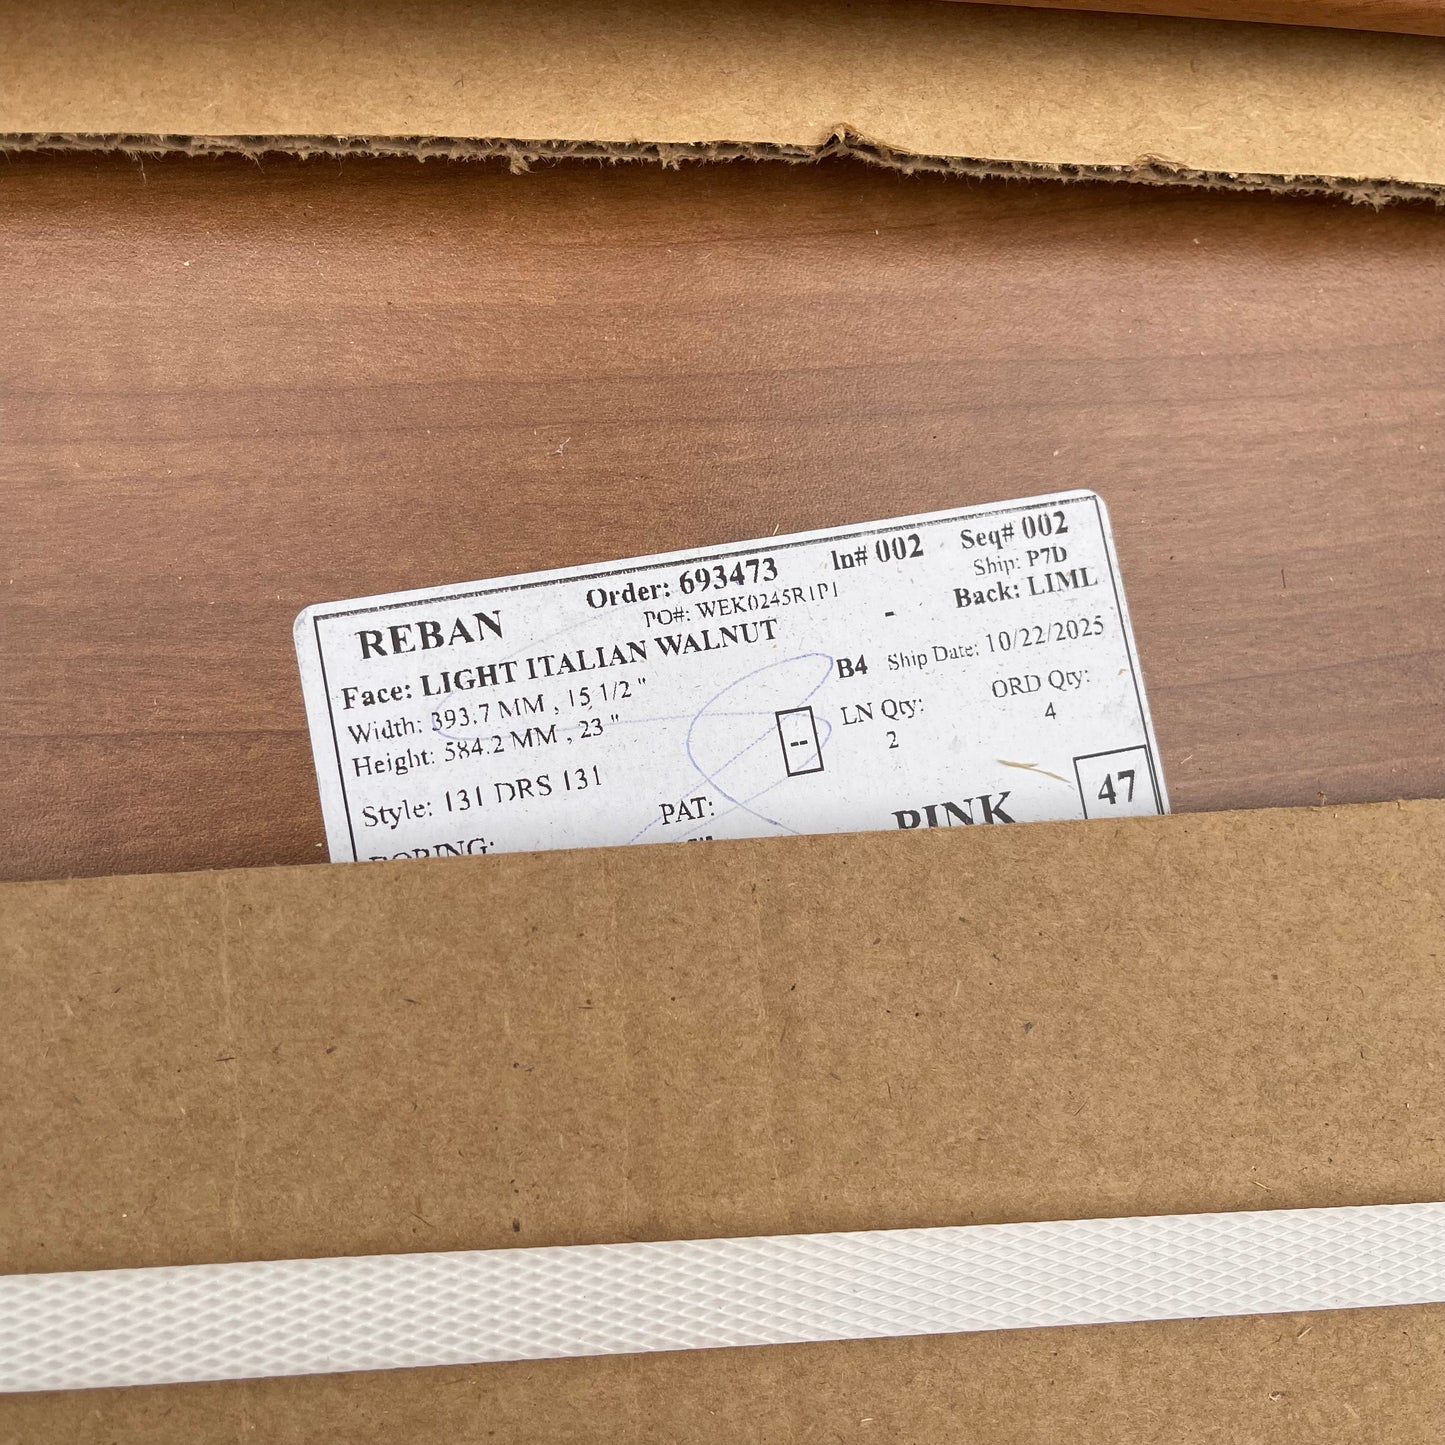 REBAN
Order: 693473
In# 002
Seq# 002
PO#: WEK0245R1P1
Ship: P7D
Face: LIGHT ITALIAN WALNUT
-
Back: LIML
Width: 393.7 MM , 15 1/2 "
B4
Ship Date: 10/22/2025
Height: 584.2 MM , 23 "
--
LN Qty:
ORD Qty:
2
4
Style: 131 DRS 131
PAT:
47
BORING:
PINK